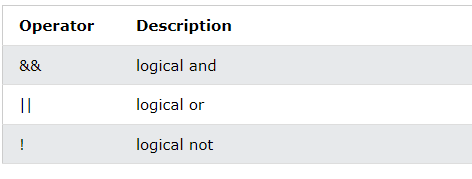 Operator Description
&& logical and
|| logical or
! logical not